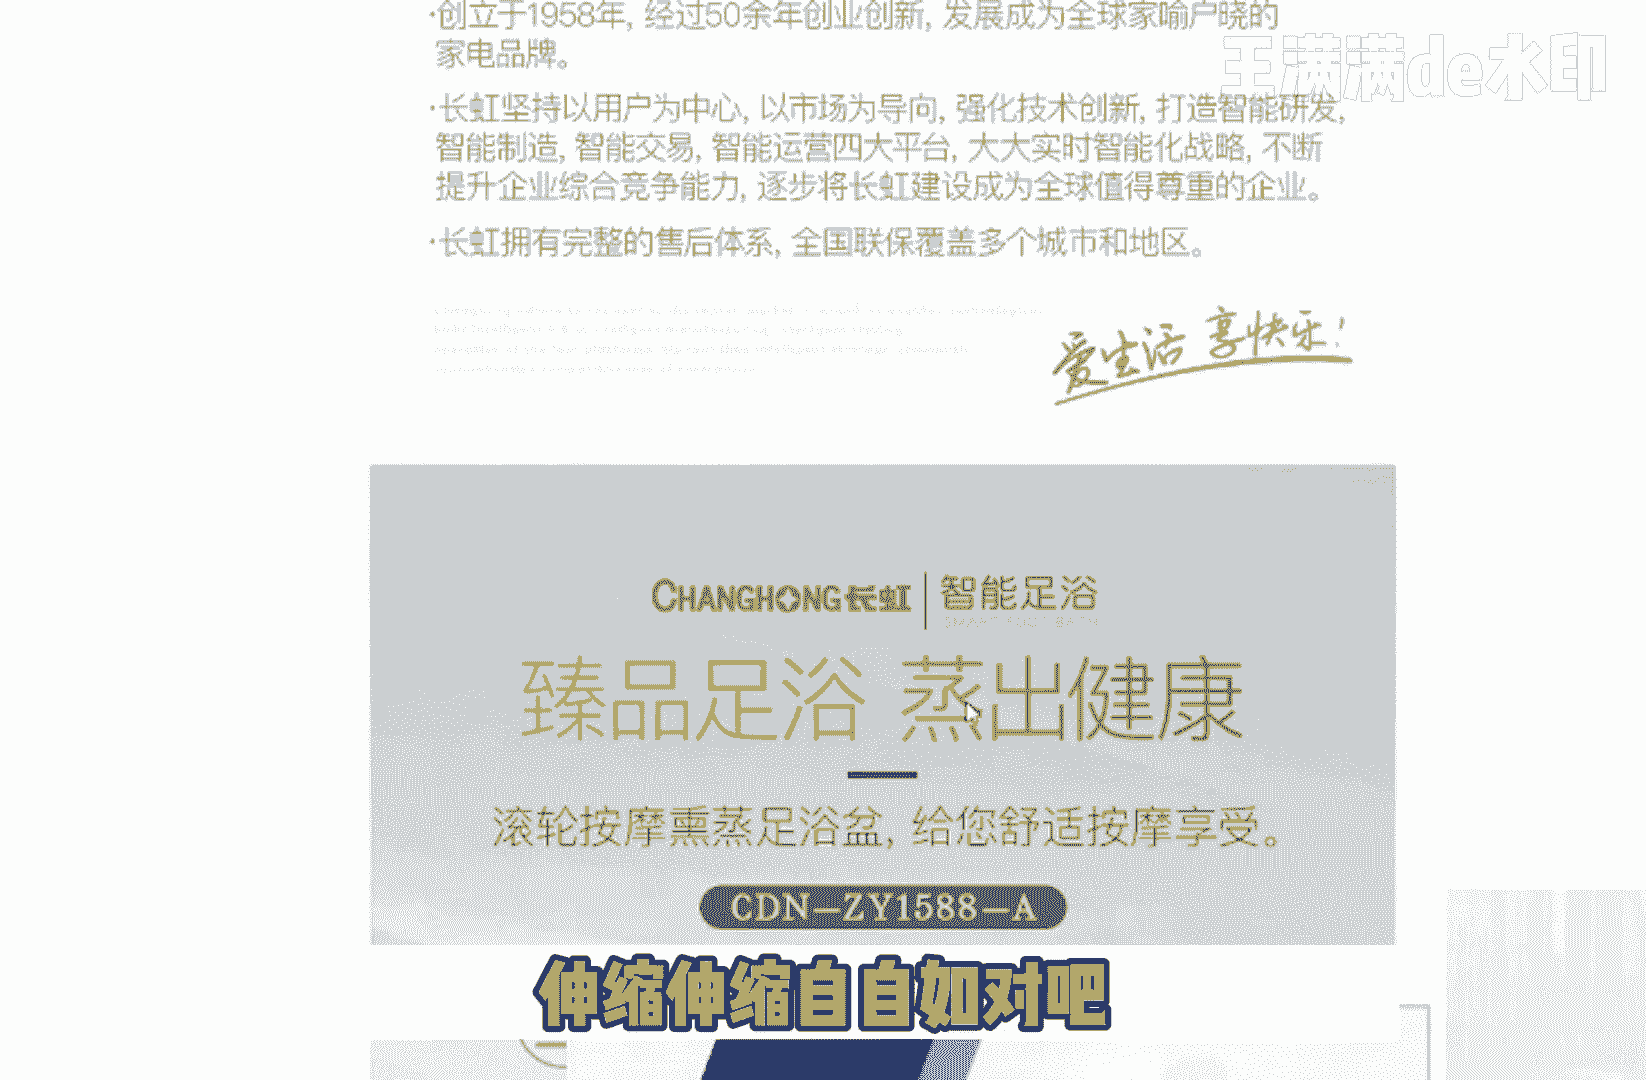 ·创立于1958年, 经过50余年创业创新, 发展成为全球家喻户晓的
家电品牌。
王满满de水印
·长虹坚持以用户为中心, 以市场为导向, 强化技术创新, 打造智能研发,
智能制造, 智能交易, 智能运营四大平台, 大大实时智能化战略, 不断
提升企业综合竞争能力, 逐步将长虹建设成为全球值得尊重的企业。
·长虹拥有完整的售后体系, 全国联保覆盖多个城市和地区。
爱生活 享快乐!
CHANGHONG长虹 | 智能足浴
SMART FOOT BATH
臻品足浴 蒸出健康
滚轮按摩熏蒸足浴盆, 给您舒适按摩享受。
CDN-ZY1588-A
伸缩伸缩自自如对吧